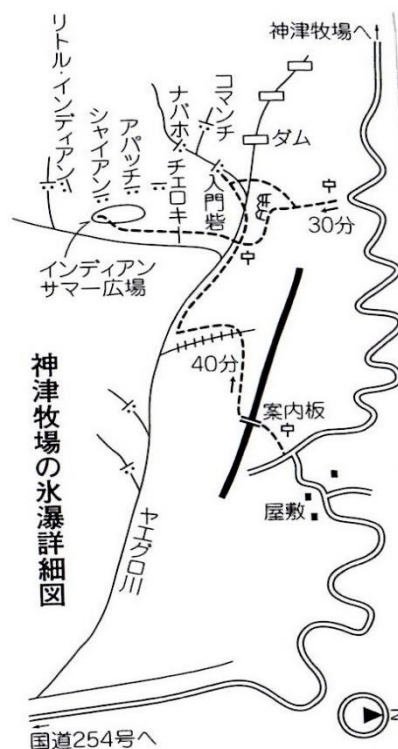 神津牧場へ
コマンチ
ナバホ
リトル・インディアン
シャイアン
アパッチ
チェロキー
入門砦
ダム
30分
インディアン
サマー広場
40分
案内板
屋敷
神津牧場の氷瀑詳細図
ヤエグロ川
国道254号へ
N